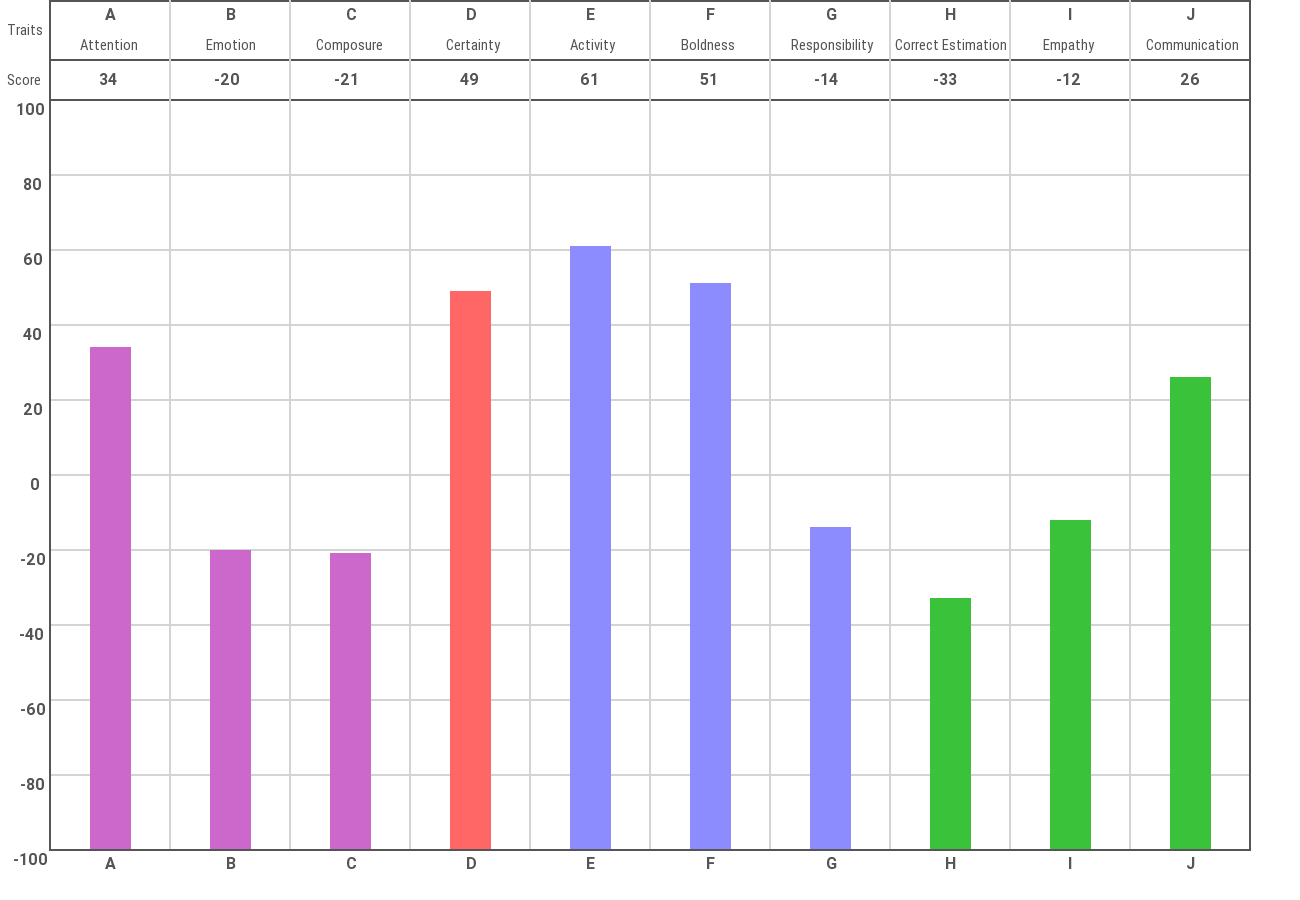 A B C D E F G H I J
Traits
Attention Emotion Composure Certainty Activity Boldness Responsibility Correct Estimation Empathy Communication
Score 34 -20 -21 49 61 51 -14 -33 -12 26
100
80
60
40
20
0
-20
-40
-60
-80
-100
A B C D E F G H I J